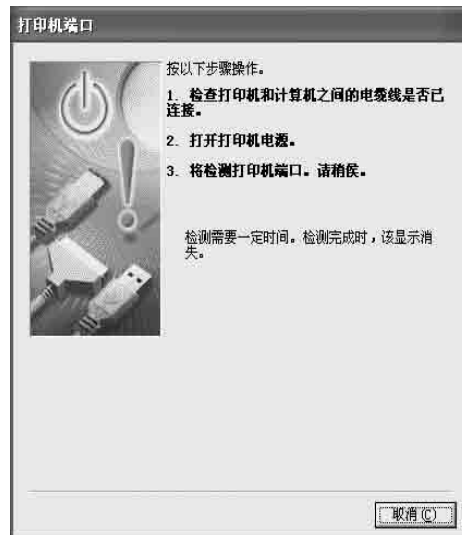 打印机端口
按以下步骤操作。
1. 检查打印机和计算机之间的电缆线是否已
连接。
2. 打开打印机电源。
3. 将检测打印机端口。请稍侯。
检测需要一定时间。检测完成时，该显示消
失。
取消(C)